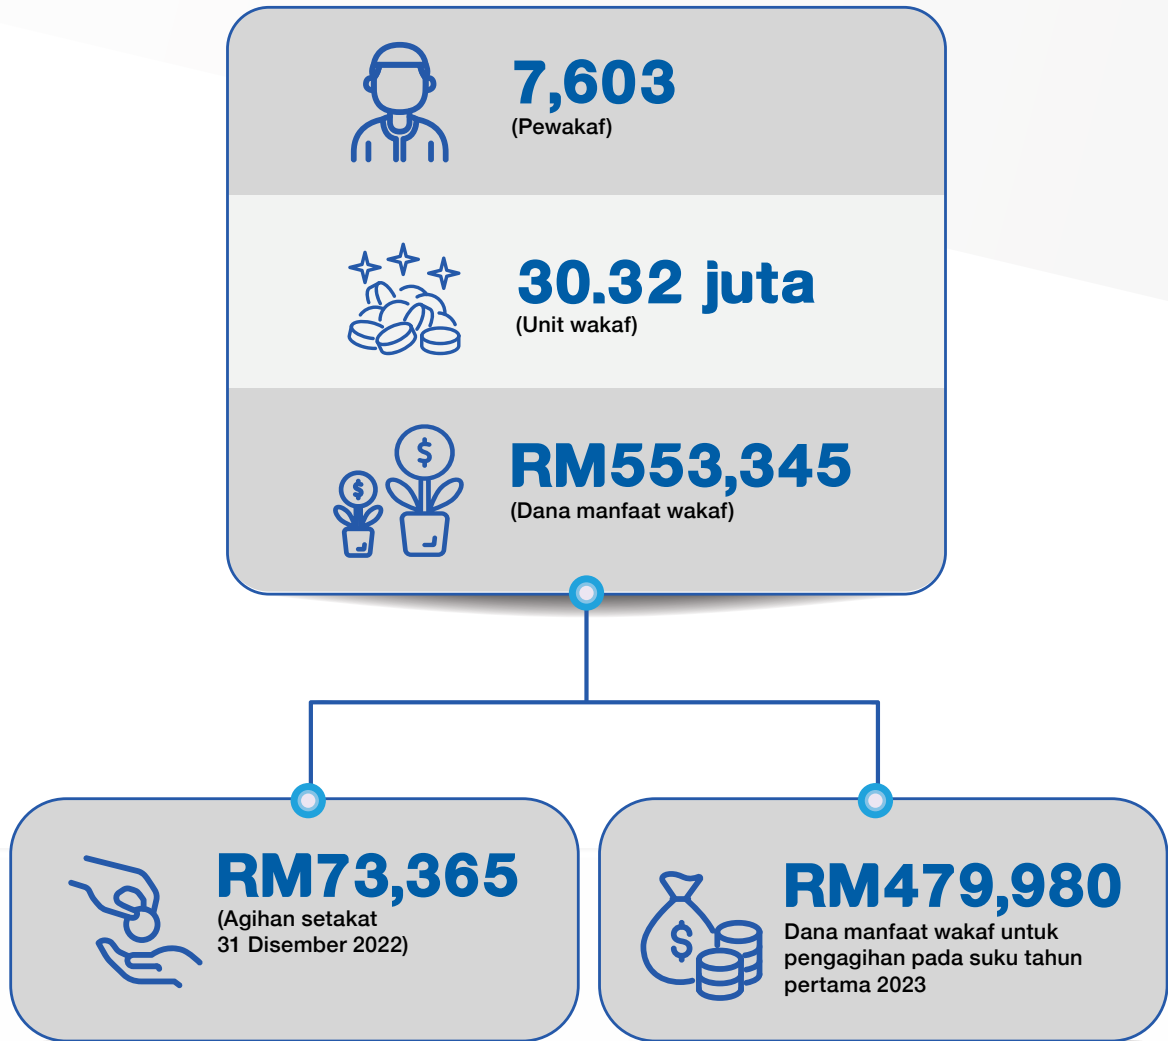 7,603
(Pewakaf)
30.32 juta
(Unit wakaf)
$
$
RM553,345
(Dana manfaat wakaf)
RM73,365
(Agihan setakat
31 Disember 2022)
$
RM479,980
Dana manfaat wakaf untuk
pengagihan pada suku tahun
pertama 2023